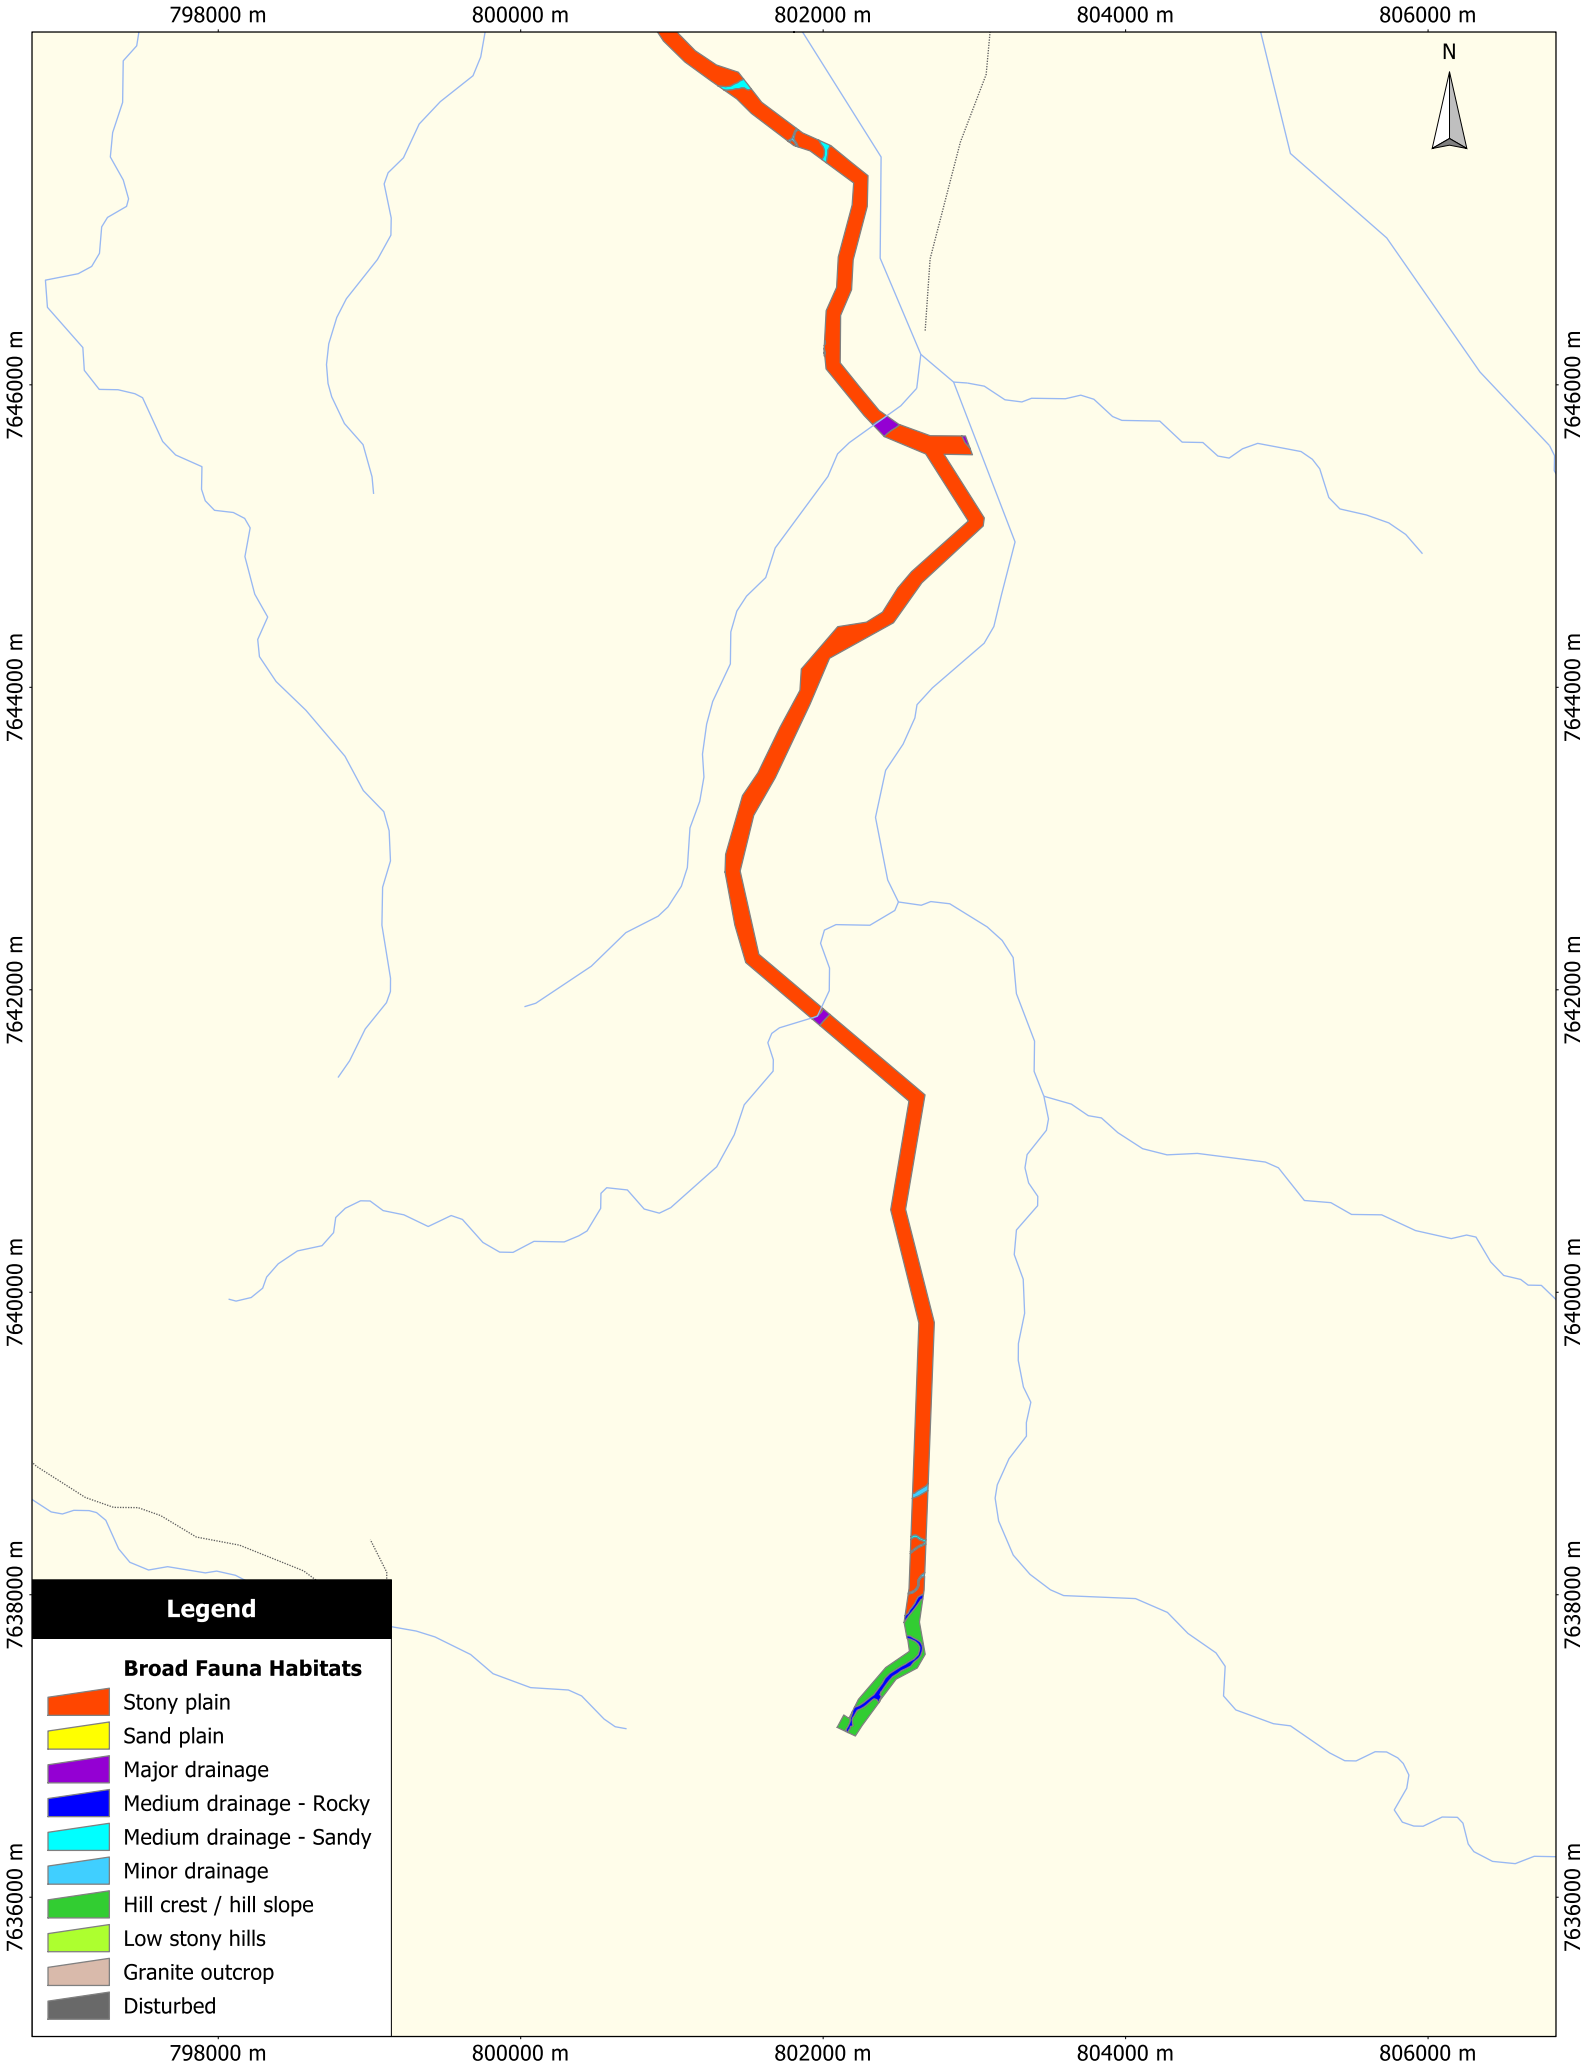 798000 m 800000 m 802000 m 804000 m 806000 m
N
7646000 m 7646000 m
7644000 m 7644000 m
7642000 m 7642000 m
7640000 m 7640000 m
7638000 m 7638000 m
Legend
Broad Fauna Habitats
Stony plain
Sand plain
Major drainage
Medium drainage - Rocky
Medium drainage - Sandy
Minor drainage
Hill crest / hill slope
Low stony hills
Granite outcrop
Disturbed
7636000 m 7636000 m
798000 m 800000 m 802000 m 804000 m 806000 m